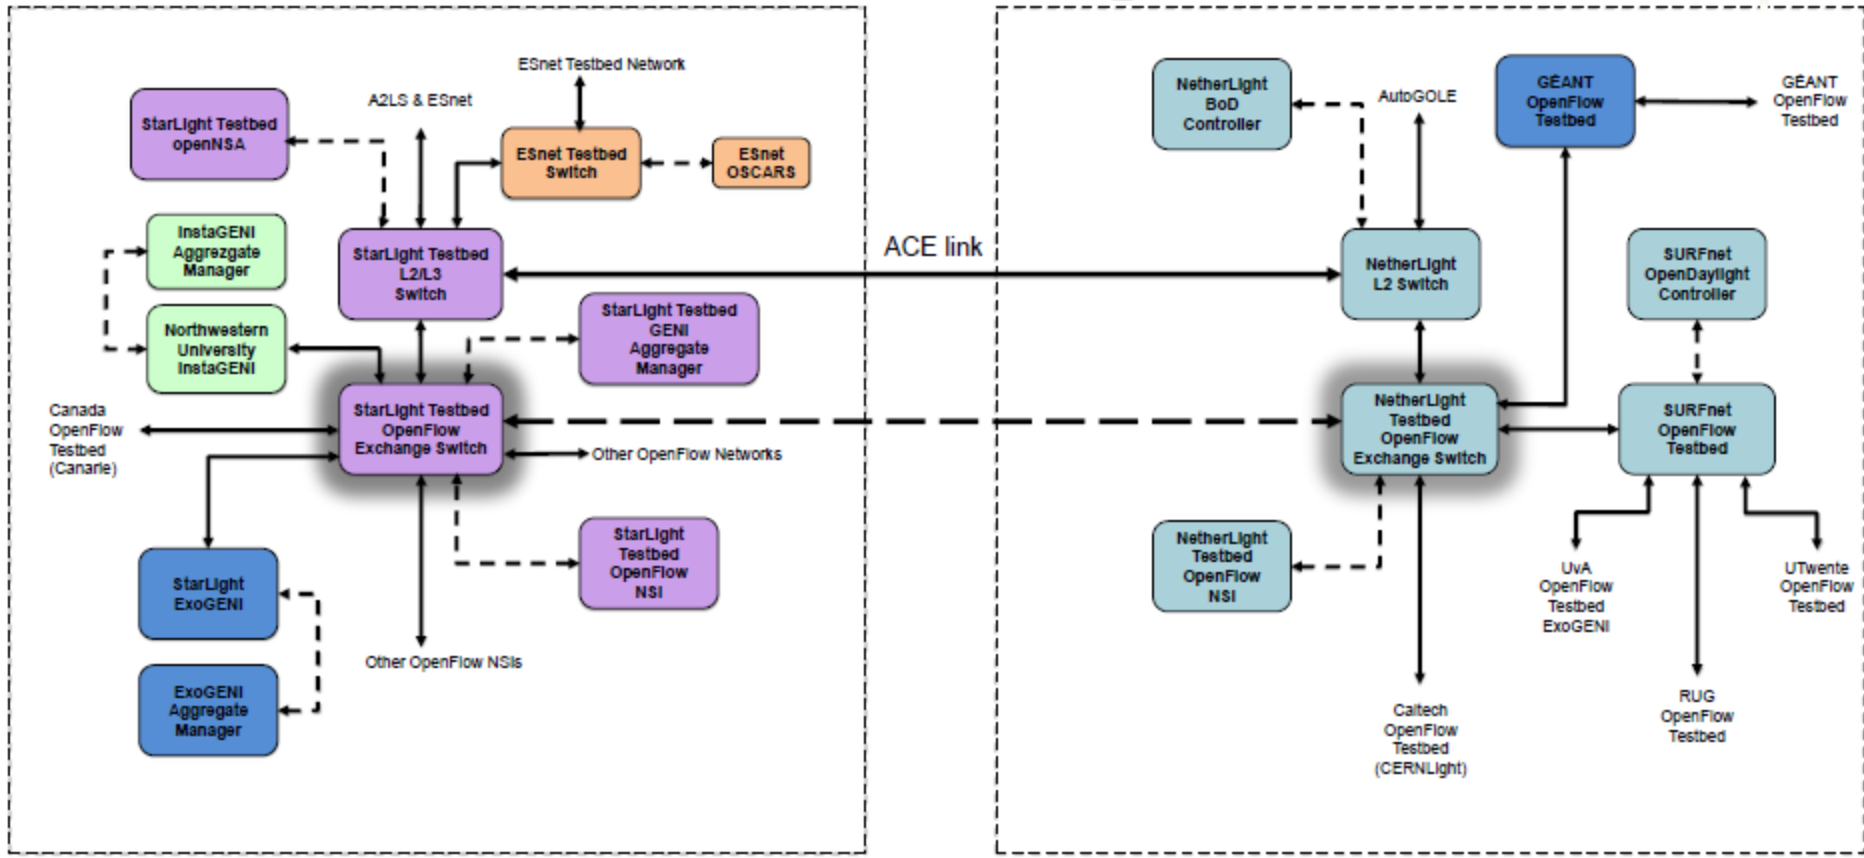 ESnet Testbed Network
A2LS & ESnet
StarLight Testbed
openNSA
ESnet Testbed
Switch
ESnet
OSCARS
InstaGENI
Aggrezgate
Manager
StarLight Testbed
L2/L3
Switch
ACE link
Northwestern
University
InstaGENI
StarLight Testbed
GENI
Aggregate
Manager
Canada
OpenFlow
Testbed
(Canarie)
StarLight Testbed
OpenFlow
Exchange Switch
Other OpenFlow Networks
StarLight
Testbed
OpenFlow
NSI
StarLight
ExoGENI
Other OpenFlow NSIs
ExoGENI
Aggregate
Manager
NetherLight
BoD
Controller
AutoGOLE
GÉANT
OpenFlow
Testbed
GÉANT
OpenFlow
Testbed
NetherLight
L2 Switch
SURFnet
OpenDaylight
Controller
NetherLight
Testbed
OpenFlow
Exchange Switch
SURFnet
OpenFlow
Testbed
NetherLight
Testbed
OpenFlow
NSI
UvA
OpenFlow
Testbed
ExoGENI
UTwente
OpenFlow
Testbed
Caltech
OpenFlow
Testbed
(CERNLight)
RUG
OpenFlow
Testbed